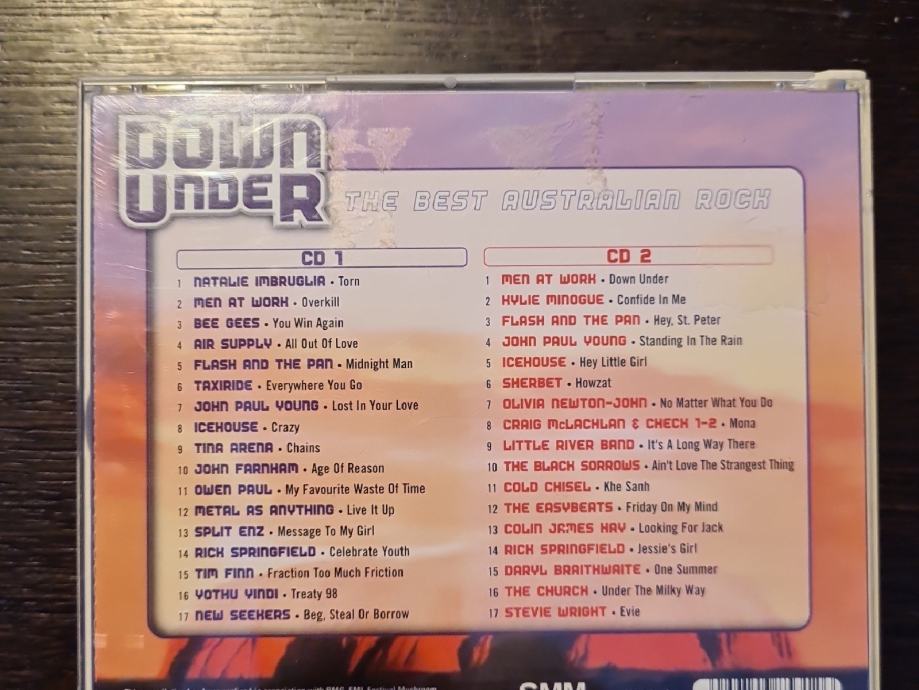 DOWN UNDER
THE BEST AUSTRALIAN ROCK
CD 1
1 NATALIE IMBRUGLIA • Torn
2 MEN AT WORK • Overkill
3 BEE GEES • You Win Again
4 AIR SUPPLY • All Out Of Love
5 FLASH AND THE PAN • Midnight Man
6 TAXIRIDE • Everywhere You Go
7 JOHN PAUL YOUNG • Lost In Your Love
8 ICEHOUSE • Crazy
9 TINA ARENA • Chains
10 JOHN FARNHAM • Age Of Reason
11 OWEN PAUL • My Favourite Waste Of Time
12 METAL AS ANYTHING • Live It Up
13 SPLIT ENZ • Message To My Girl
14 RICK SPRINGFIELD • Celebrate Youth
15 TIM FINN • Fraction Too Much Friction
16 YOTHU YINDI • Treaty 98
17 NEW SEEKERS • Beg, Steal Or Borrow
CD 2
1 MEN AT WORK • Down Under
2 KYLIE MINOGUE • Confide In Me
3 FLASH AND THE PAN • Hey, St. Peter
4 JOHN PAUL YOUNG • Standing In The Rain
5 ICEHOUSE • Hey Little Girl
6 SHERBET • Howzat
7 OLIVIA NEWTON-JOHN • No Matter What You Do
8 CRAIG McLACHLAN & CHECK 1-2 • Mona
9 LITTLE RIVER BAND • It's A Long Way There
10 THE BLACK SORROWS • Ain't Love The Strangest Thing
11 COLD CHISEL • Khe Sanh
12 THE EASYBEATS • Friday On My Mind
13 COLIN JAMES HAY • Looking For Jack
14 RICK SPRINGFIELD • Jessie's Girl
15 DARYL BRAITHWAITE • One Summer
16 THE CHURCH • Under The Milky Way
17 STEVIE WRIGHT • Evie